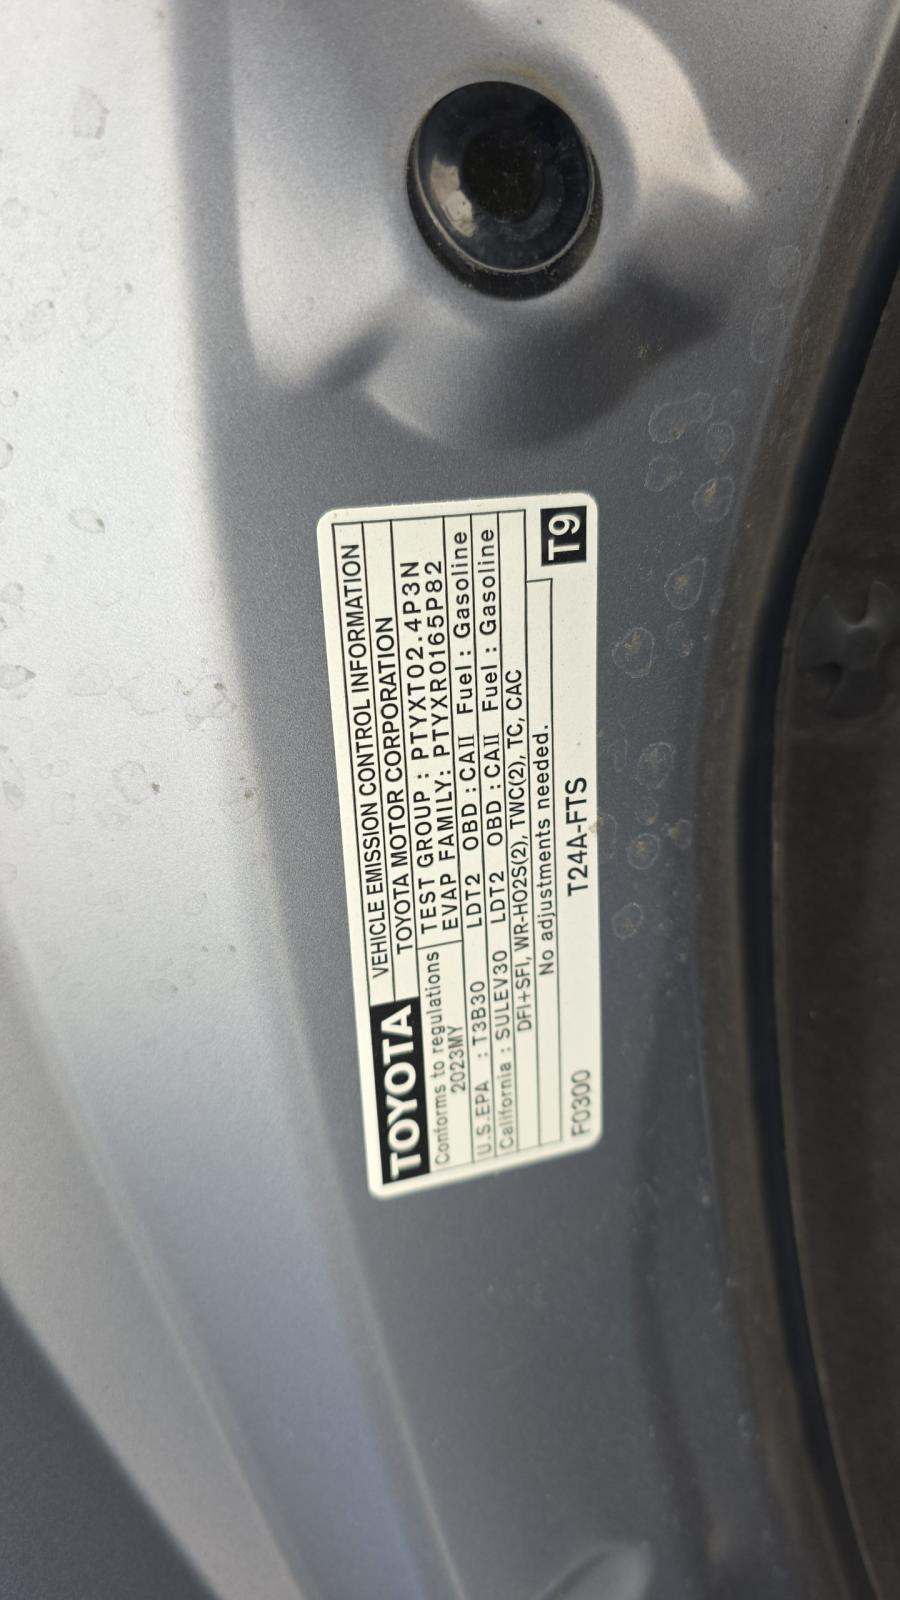 TOYOTA VEHICLE EMISSION CONTROL INFORMATION
TOYOTA MOTOR CORPORATION
Conforms to regulations
2023MY
TEST GROUP : PTYXT02.4P3N
EVAP FAMILY: PTYXR0165P82
U.S.EPA : T3B30 LDT2 OBD : CAII Fuel : Gasoline
California : SULEV30 LDT2 OBD : CAII Fuel : Gasoline
DFI+SFI, WR-HO2S(2), TWC(2), TC, CAC
No adjustments needed.
F0300 T24A-FTS T9